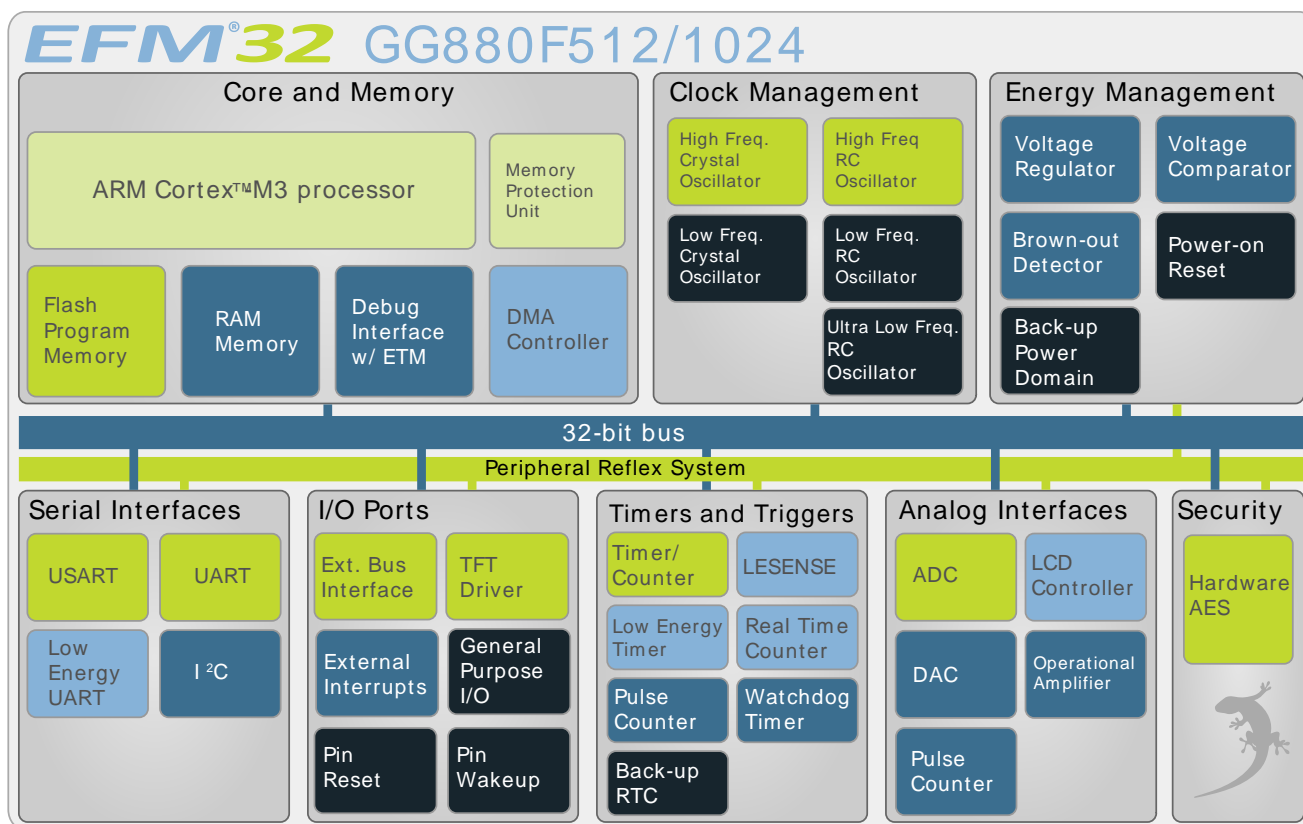 EFM®32 GG880F512/1024
Core and Memory
ARM Cortex™M3 processor
Memory
Protection
Unit
Flash
Program
Memory
RAM
Memory
Debug
Interface
w/ ETM
DMA
Controller
Clock Management
High Freq.
Crystal
Oscillator
High Freq
RC
Oscillator
Low Freq.
Crystal
Oscillator
Low Freq.
RC
Oscillator
Ultra Low Freq.
RC
Oscillator
Energy Management
Voltage
Regulator
Voltage
Comparator
Brown-out
Detector
Power-on
Reset
Back-up
Power
Domain
32-bit bus
Peripheral Reflex System
Serial Interfaces
USART
UART
Low
Energy
UART
I ²C
I/O Ports
Ext. Bus
Interface
TFT
Driver
External
Interrupts
General
Purpose
I/O
Pin
Reset
Pin
Wakeup
Timers and Triggers
Timer/
Counter
LESENSE
Low Energy
Timer
Real Time
Counter
Pulse
Counter
Watchdog
Timer
Back-up
RTC
Analog Interfaces
ADC
LCD
Controller
DAC
Operational
Amplifier
Pulse
Counter
Security
Hardware
AES